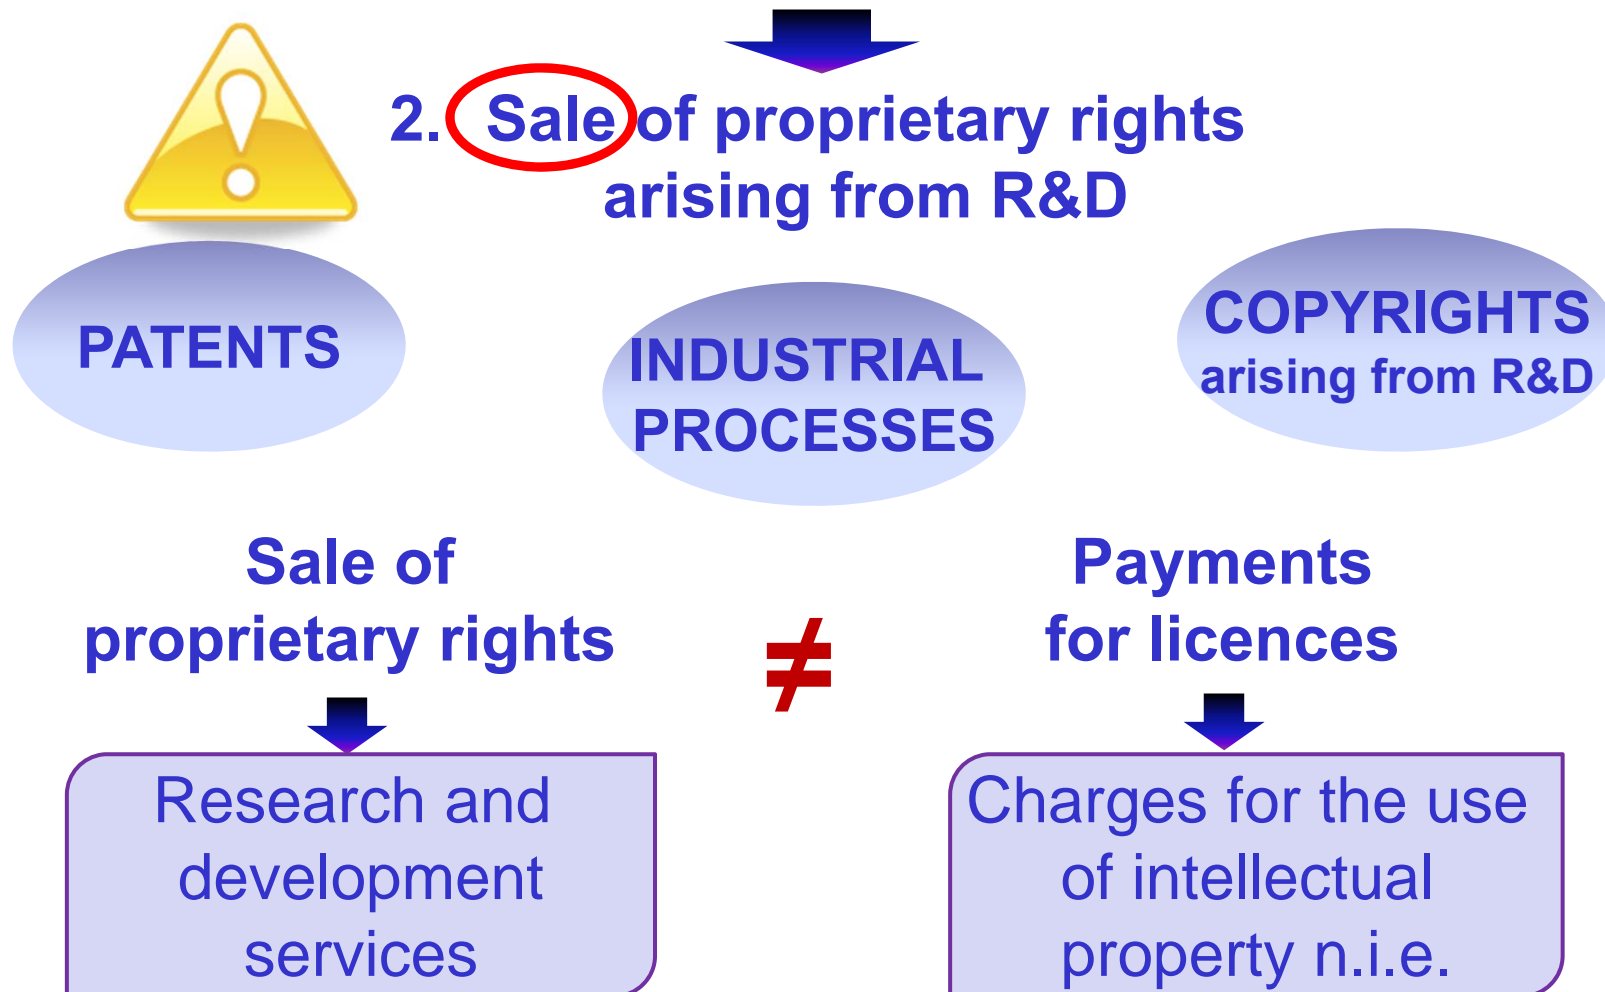 2. Sale of proprietary rights
arising from R&D
PATENTS
INDUSTRIAL
PROCESSES
COPYRIGHTS
arising from R&D
Sale of
proprietary rights
≠
Payments
for licences
Research and
development
services
Charges for the use
of intellectual
property n.i.e.